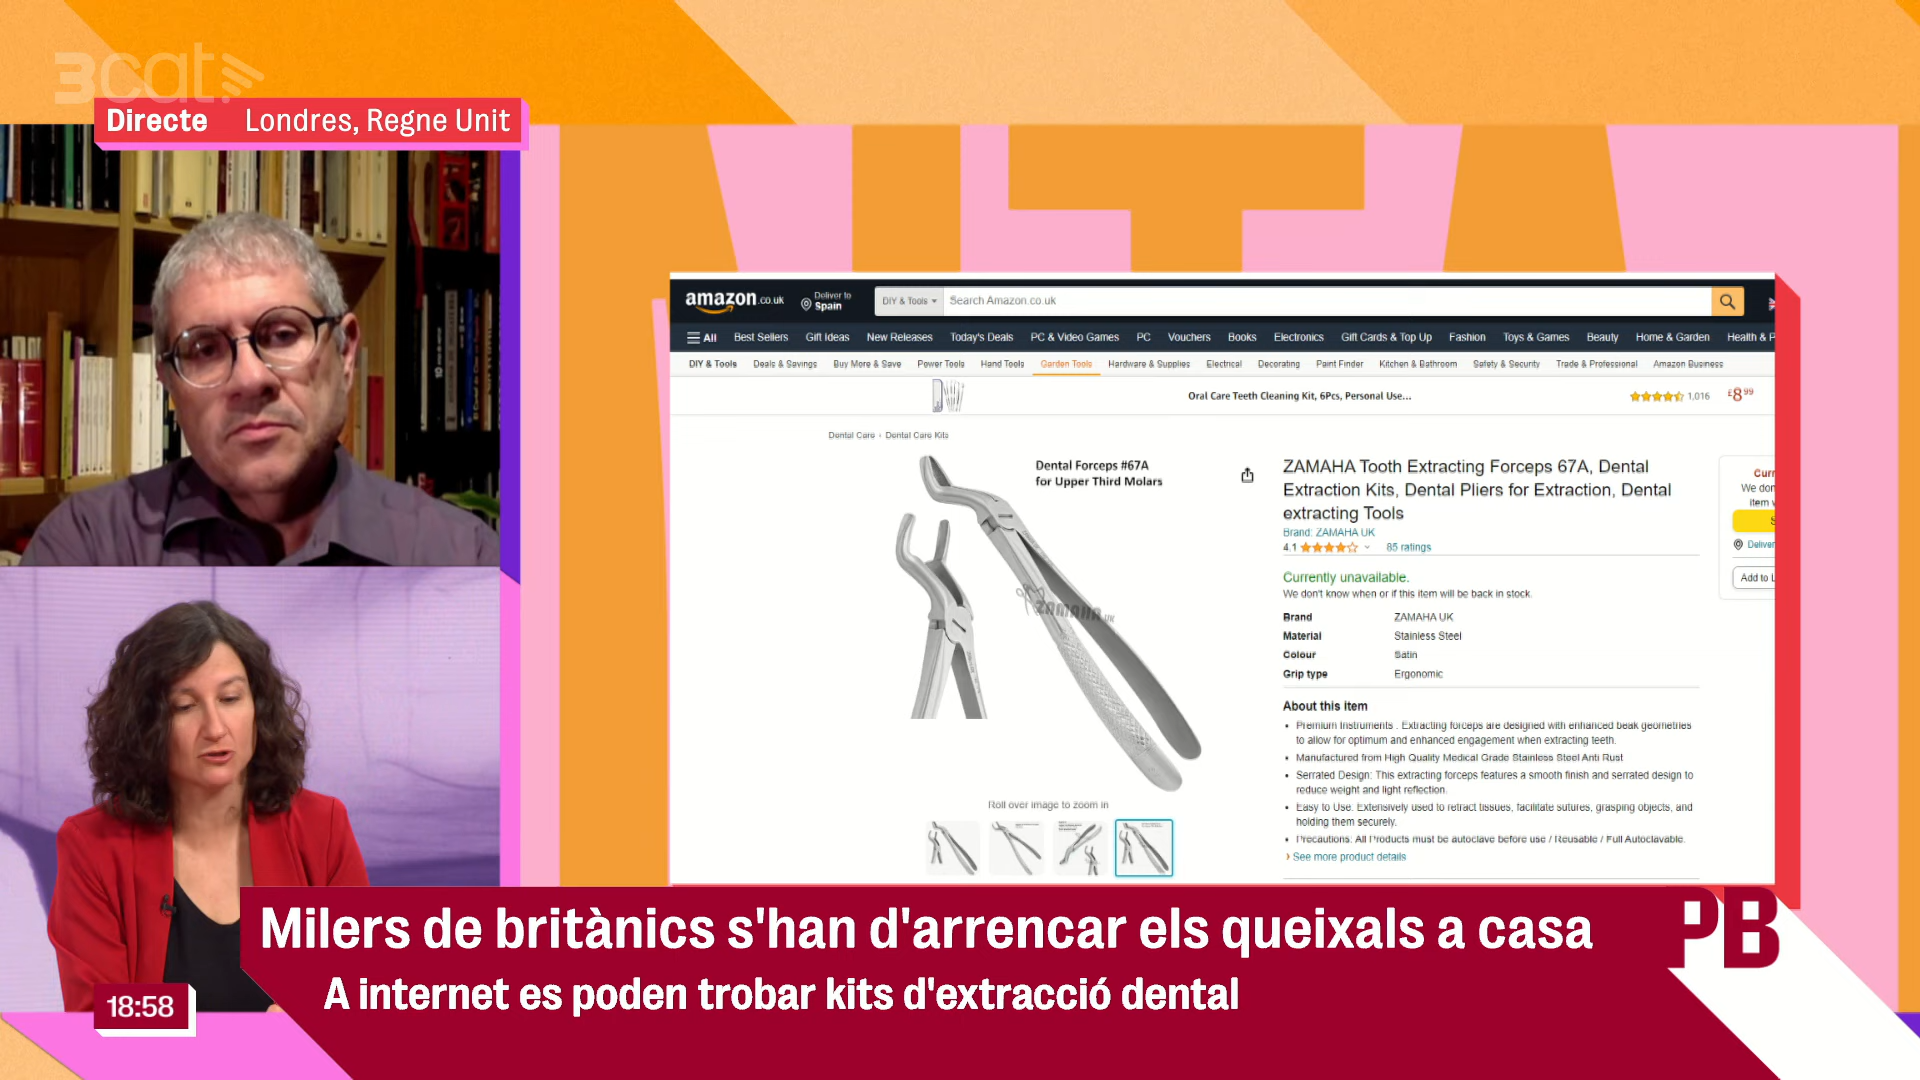 3cat
Directe Londres, Regne Unit
amazon.co.uk
Deliver to
Spain
DIY & Tools
Search Amazon.co.uk
All Best Sellers Gift Ideas New Releases Today's Deals PC & Video Games PC Vouchers Books Electronics Gift Cards & Top Up Fashion Toys & Games Beauty Home & Garden Health & P
DIY & Tools Deals & Savings Buy More & Save Power Tools Hand Tools Garden Tools Hardware & Supplies Electrical Decorating Paint Finder Kitchen & Bathroom Safety & Security Trade & Professional Amazon Business
Oral Care Teeth Cleaning Kit, 6Pcs, Personal Use... 1,016 £8⁹⁹
Dental Care › Dental Care Kits
Dental Forceps #67A
for Upper Third Molars
ZAMAHA UK
Roll over image to zoom in
ZAMAHA Tooth Extracting Forceps 67A, Dental
Extraction Kits, Dental Pliers for Extraction, Dental
extracting Tools
Brand: ZAMAHA UK
4.1 85 ratings
Currently unavailable.
We don't know when or if this item will be back in stock.
Brand ZAMAHA UK
Material Stainless Steel
Colour Satin
Grip type Ergonomic
About this item
• Premium Instruments . Extracting forceps are designed with enhanced beak geometries
to allow for optimum and enhanced engagement when extracting teeth.
• Manufactured from High Quality Medical Grade Stainless Steel Anti Rust
• Serrated Design: This extracting forceps features a smooth finish and serrated design to
reduce weight and light reflection.
• Easy to Use: Extensively used to retract tissues, facilitate sutures, grasping objects, and
holding them securely.
• Precautions: All Products must be autoclave before use / Reusable / Full Autoclavable.
› See more product details
Curr
We don
item w
S
Deliver
Add to L
Milers de britànics s'han d'arrencar els queixals a casa
A internet es poden trobar kits d'extracció dental
18:58
PB